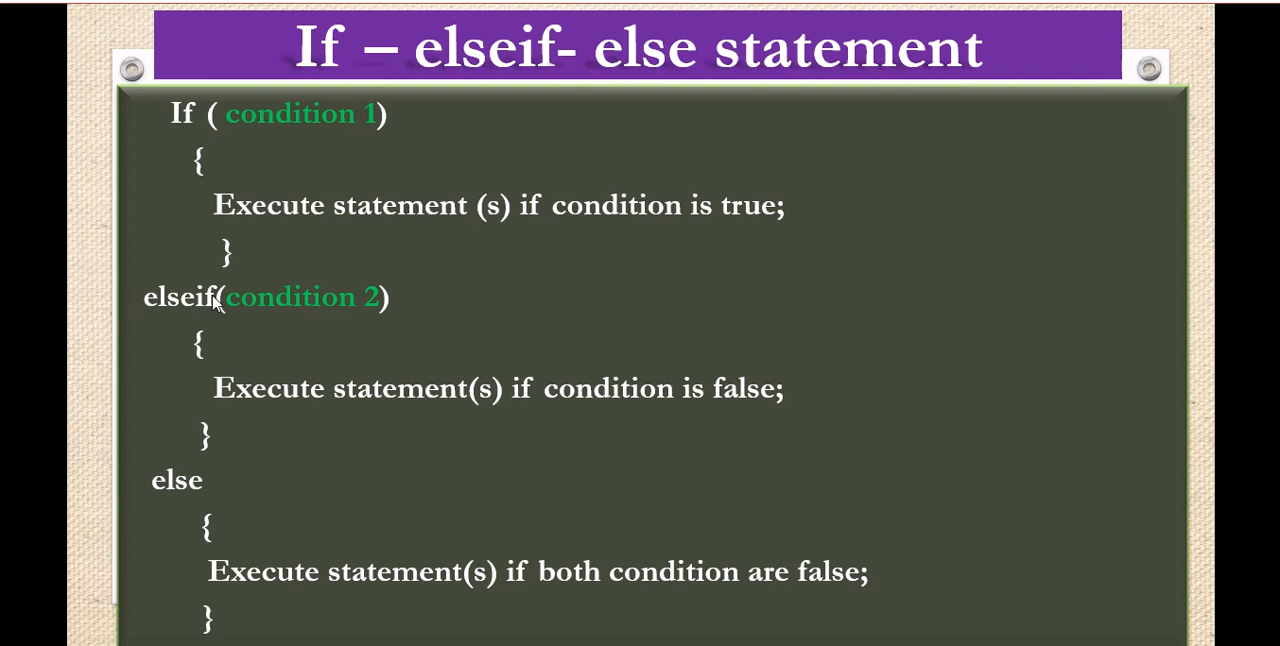 If – elseif- else statement
If ( condition 1)
{
Execute statement (s) if condition is true;
}
elseif(condition 2)
{
Execute statement(s) if condition is false;
}
else
{
Execute statement(s) if both condition are false;
}